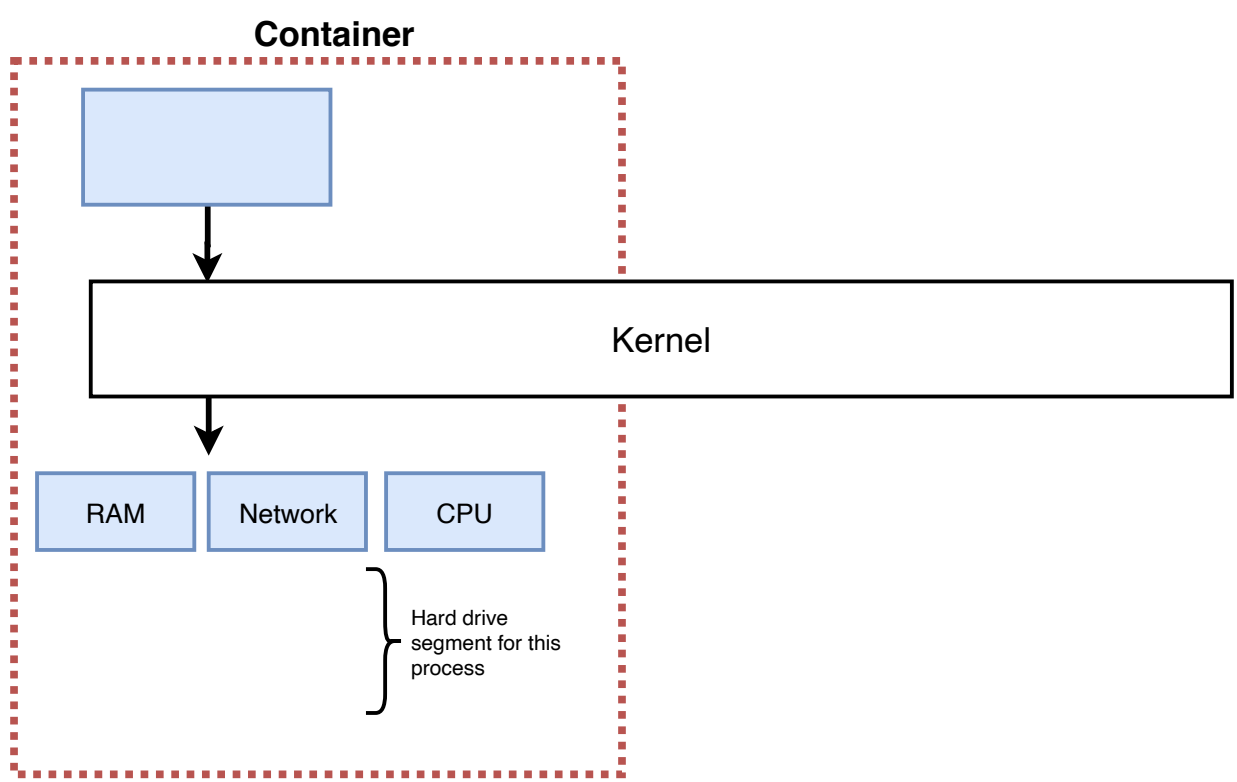 Container
Kernel
RAM
Network
CPU
Hard drive
segment for this
process